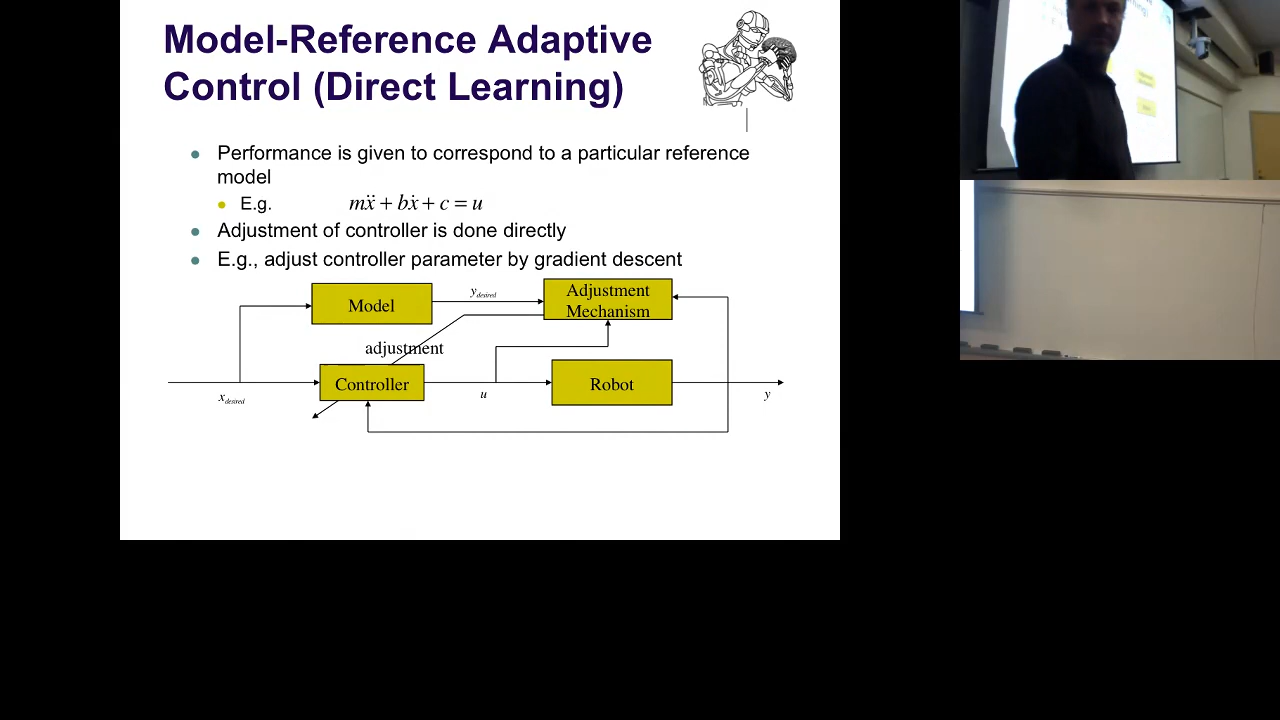 Model-Reference Adaptive
Control (Direct Learning)
Performance is given to correspond to a particular reference
model
E.g. mẍ + bẋ + c = u
Adjustment of controller is done directly
E.g., adjust controller parameter by gradient descent
Model
y_desired
Adjustment
Mechanism
adjustment
Controller
Robot
x_desired
u
y